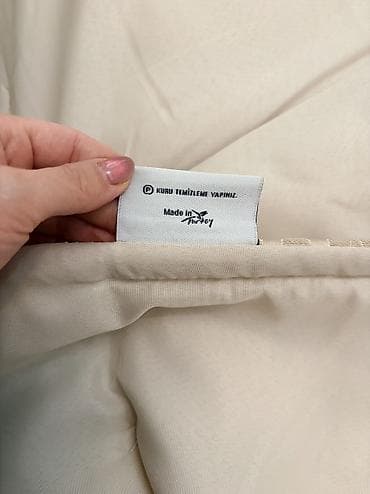 Ⓟ KURU TEMİZLEME YAPINIZ.
Made in
Turkey